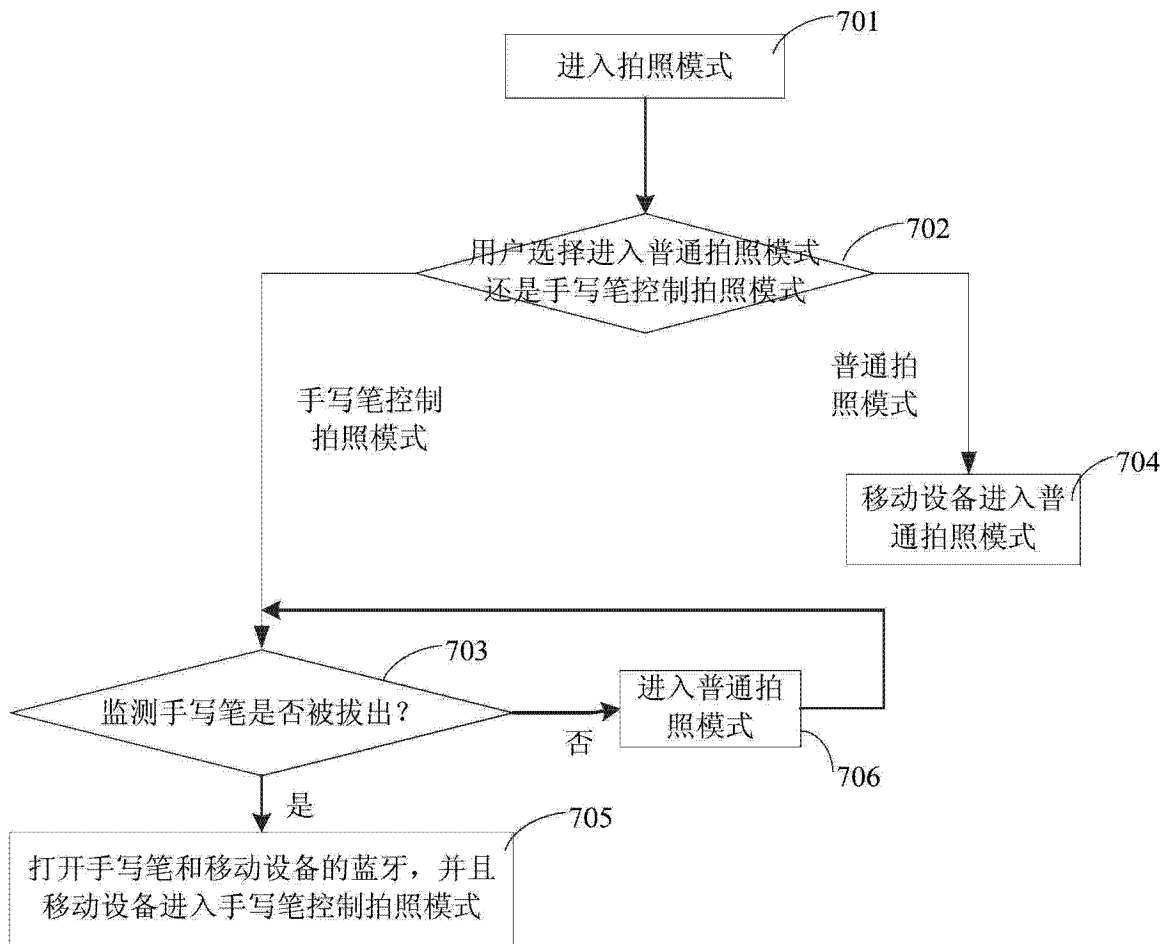 701
进入拍照模式
702
用户选择进入普通拍照模式
还是手写笔控制拍照模式
手写笔控制
拍照模式
普通拍
照模式
704
移动设备进入普
通拍照模式
703
监测手写笔是否被拔出?
否
进入普通拍
照模式
706
是
705
打开手写笔和移动设备的蓝牙，并且
移动设备进入手写笔控制拍照模式